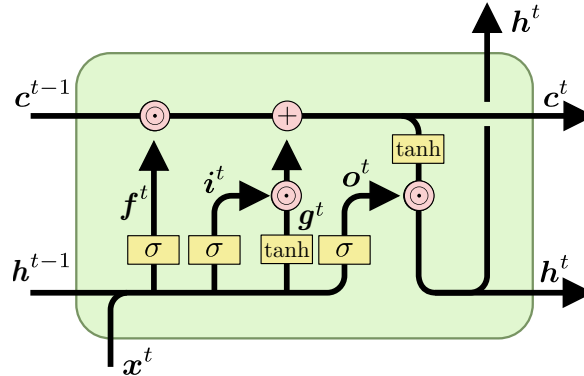 h^t
c^{t-1} ⊙ + c^t
tanh
f^t i^t ⊙ g^t o^t ⊙
σ σ tanh σ
h^{t-1} h^t
x^t